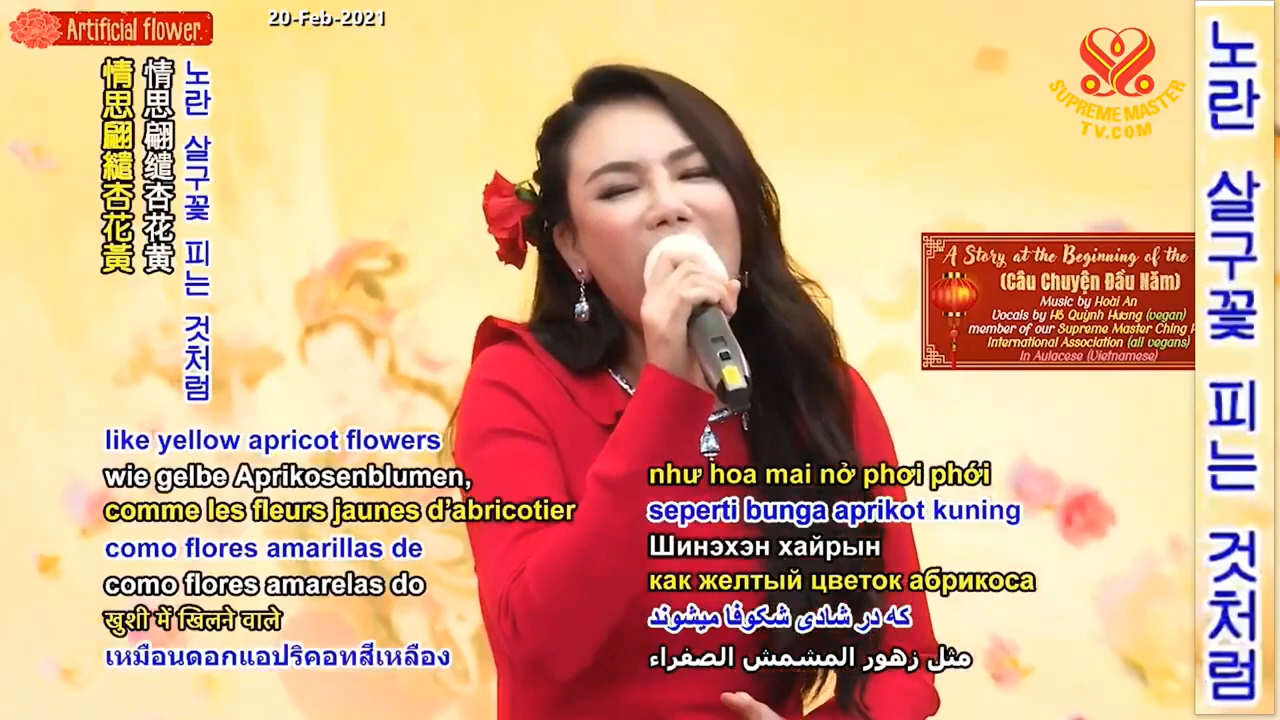 20-Feb-2021
Artificial flower.
SUPREME MASTER
TV.COM
情思翩繾杏花黃
情思翩缱杏花黄
노란 살구꽃 피는 것처럼
노란 살구꽃 피는 것처럼
A Story at the Beginning of the
(Câu Chuyện Đầu Năm)
Music by Hoài An
Vocals by Hồ Quỳnh Hương (vegan)
member of our Supreme Master Ching
International Association (all vegans)
In Aulacese (Vietnamese)
like yellow apricot flowers
wie gelbe Aprikosenblumen,
comme les fleurs jaunes d'abricotier
como flores amarillas de
como flores amarelas do
खुशी में खिलने वाले
เหมือนดอกแอปริคอทสีเหลือง
như hoa mai nở phơi phới
seperti bunga aprikot kuning
Шинэхэн хайрын
как желтый цветок абрикоса
که در شادی شکوفا میشوند
مثل زهور المشمش الصفراء